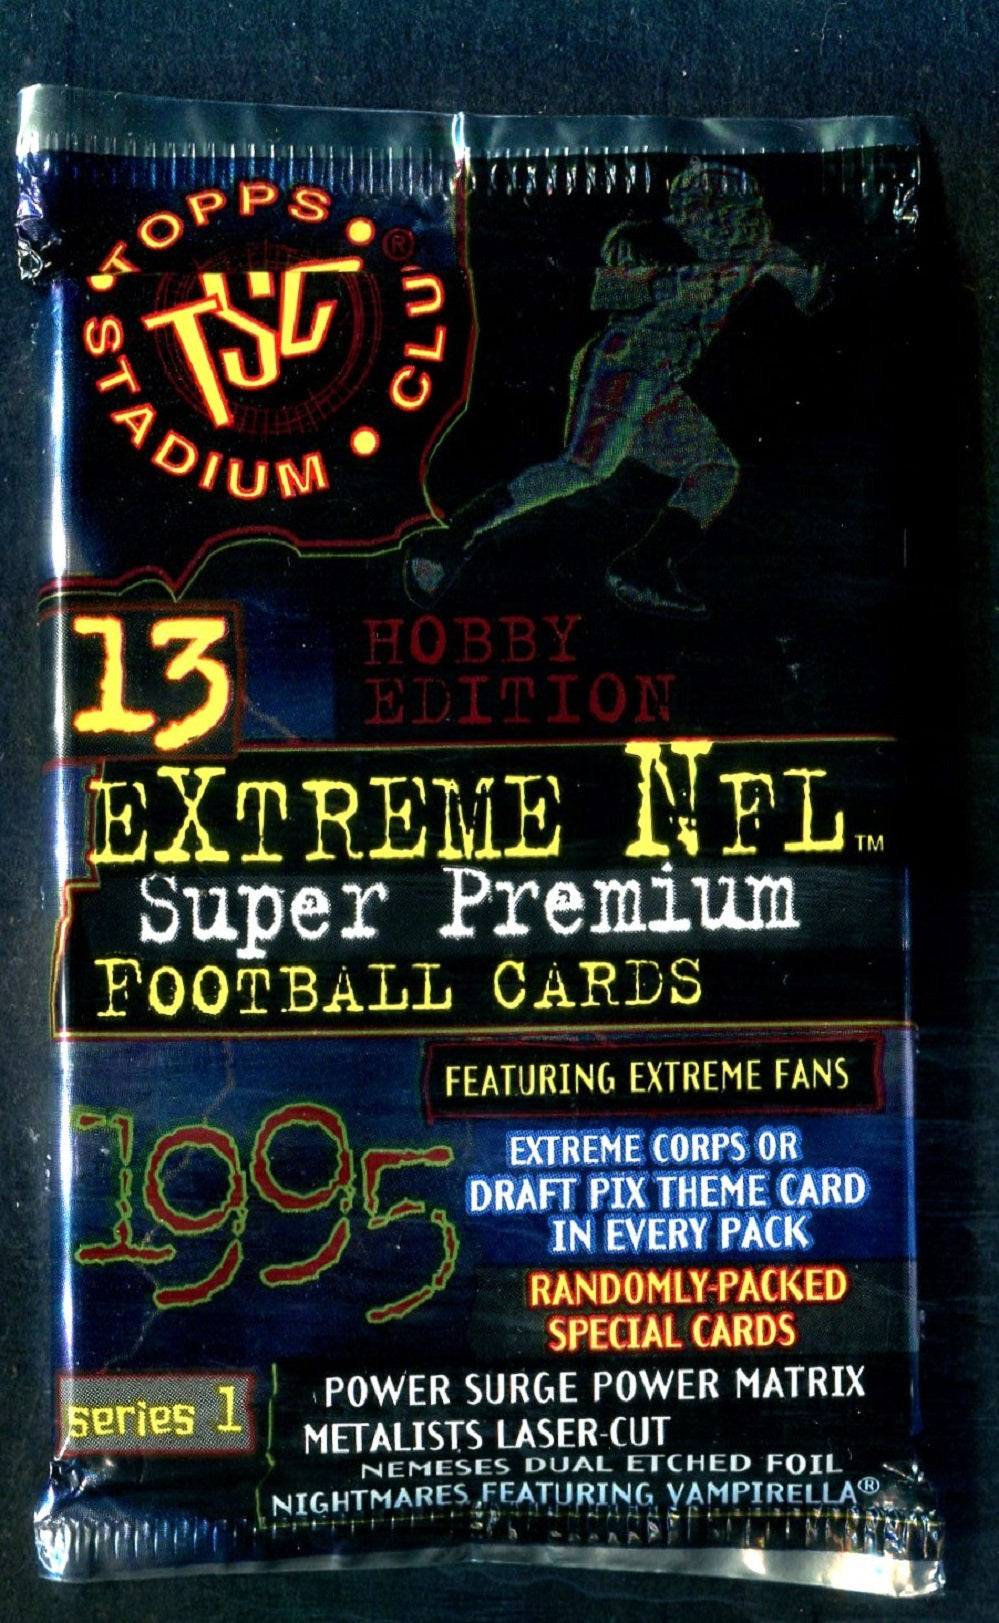 TOPPS
STADIUM
CLU
®
TSC
13
HOBBY
EDITION
EXTREME NFL™
Super Premium
FOOTBALL CARDS
FEATURING EXTREME FANS
1995
EXTREME CORPS OR
DRAFT PIX THEME CARD
IN EVERY PACK
RANDOMLY-PACKED
SPECIAL CARDS
series 1
POWER SURGE POWER MATRIX
METALISTS LASER-CUT
NEMESES DUAL ETCHED FOIL
NIGHTMARES FEATURING VAMPIRELLA®